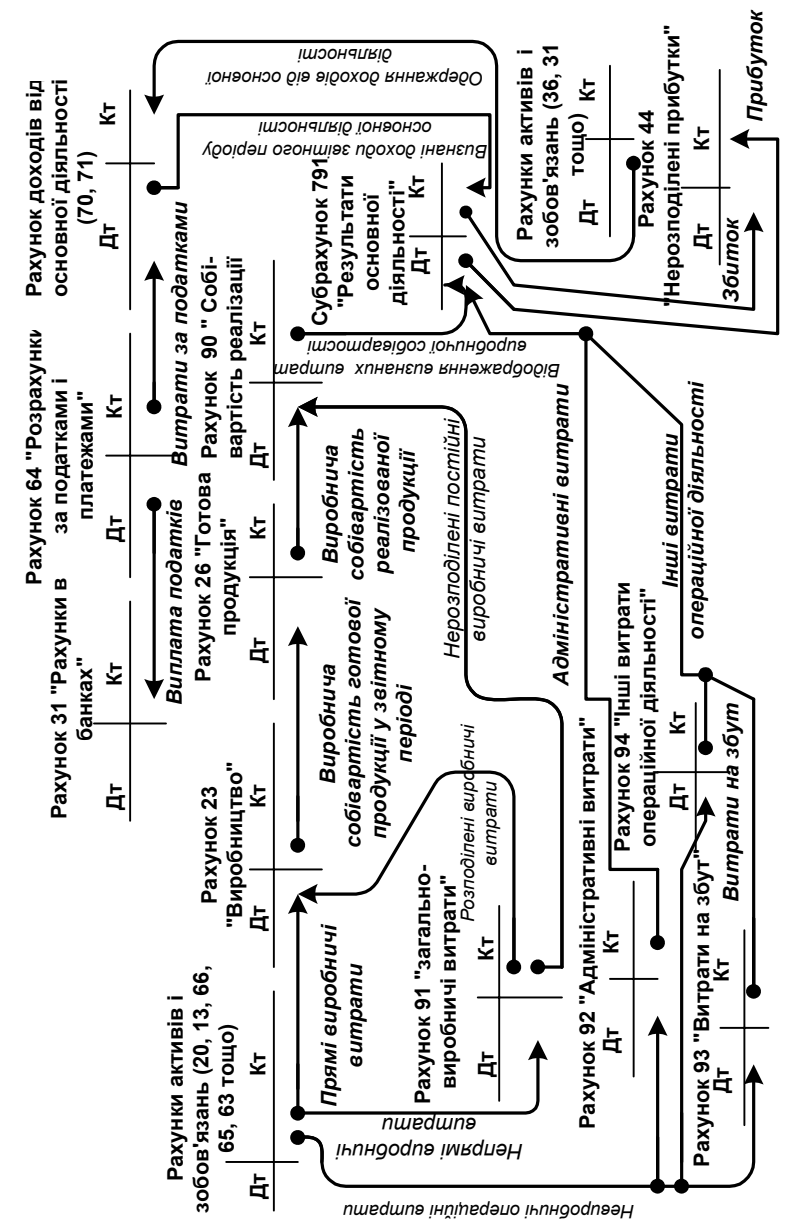 Рахунок 31 "Рахунки в
банках"
Дт
Кт
Виплата податків
Рахунок 64 "Розрахунки
за податками і
платежами"
Дт
Кт
Витрати за податками
Рахунок доходів від
основної діяльності
(70, 71)
Дт
Кт
Одержання доходів від основної
діяльності
Визнані доходи звітного періоду
основної діяльності
Рахунки активів і
зобов'язань (20, 13, 66,
65, 63 тощо)
Дт
Кт
Прямі виробничі
витрати
Непрямі виробничі
витрати
Невиробничі операційні витрати
Рахунок 23
"Виробництво"
Дт
Кт
Виробнича
собівартість готової
продукції у звітному
періоді
Рахунок 26 "Готова
продукція"
Дт
Кт
Виробнича
собівартість
реалізованої
продукції
Рахунок 90 " Собі-
вартість реалізації
Дт
Кт
Відображення визнаних витрат
виробничої собівартості
Субрахунок 791
"Результати
основної
діяльності"
Дт
Кт
Рахунок 91 "загально-
виробничі витрати"
Дт
Кт
Розподілені виробничі
витрати
Нерозподілені постійні
виробничі витрати
Рахунки активів і
зобов'язань (36, 31
тощо)
Дт
Кт
Рахунок 92 "Адміністративні витрати"
Дт
Кт
Адміністративні витрати
Рахунок 94 "Інші витрати
операційної діяльності"
Дт
Кт
Інші витрати
операційної діяльності
Рахунок 44
"Нерозподілені прибутки"
Дт
Кт
Збиток
Прибуток
Рахунок 93 "Витрати на збут"
Дт
Кт
Витрати на збут